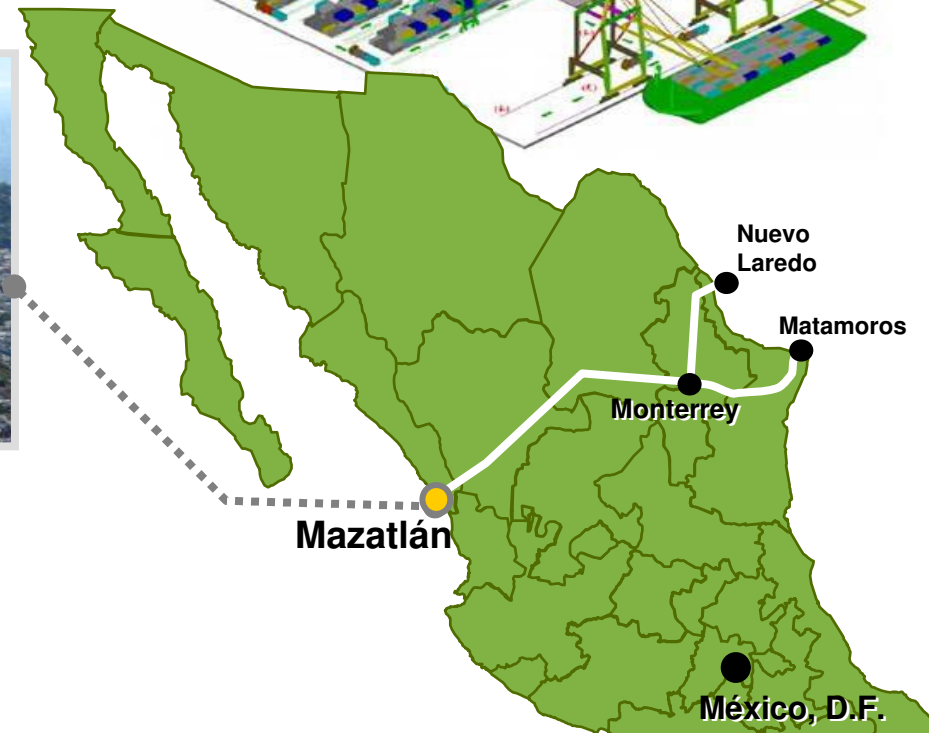 Nuevo
Laredo
Matamoros
Monterrey
Mazatlán
México, D.F.